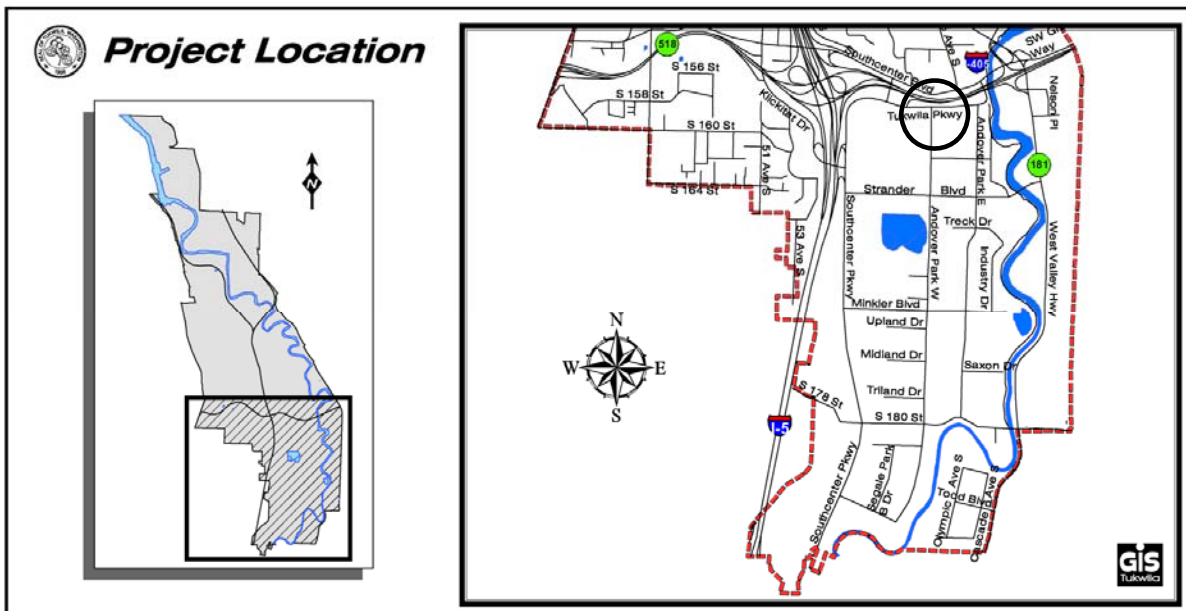 Project Location
N
N
W
E
S
518
S 156 St
S 158 St
S 160 St
S 164 St
Klickitat Dr
51 Ave S
53 Ave S
Southcenter Blvd
Ave S
I-405
SW G
Way
Nelson Pl
Tukwila Pkwy
Andover Park E
181
Strander Blvd
Treck Dr
Southcenter Pkwy
Andover Park W
Industry Dr
West Valley Hwy
Minkler Blvd
Upland Dr
Midland Dr
Saxon Dr
Triland Dr
S 178 St
S 180 St
I-5
Southcenter Pkwy
Segale Park
B Dr
Olympic Ave S
Todd Blv
Cascade Ave S
GIS
Tukwila